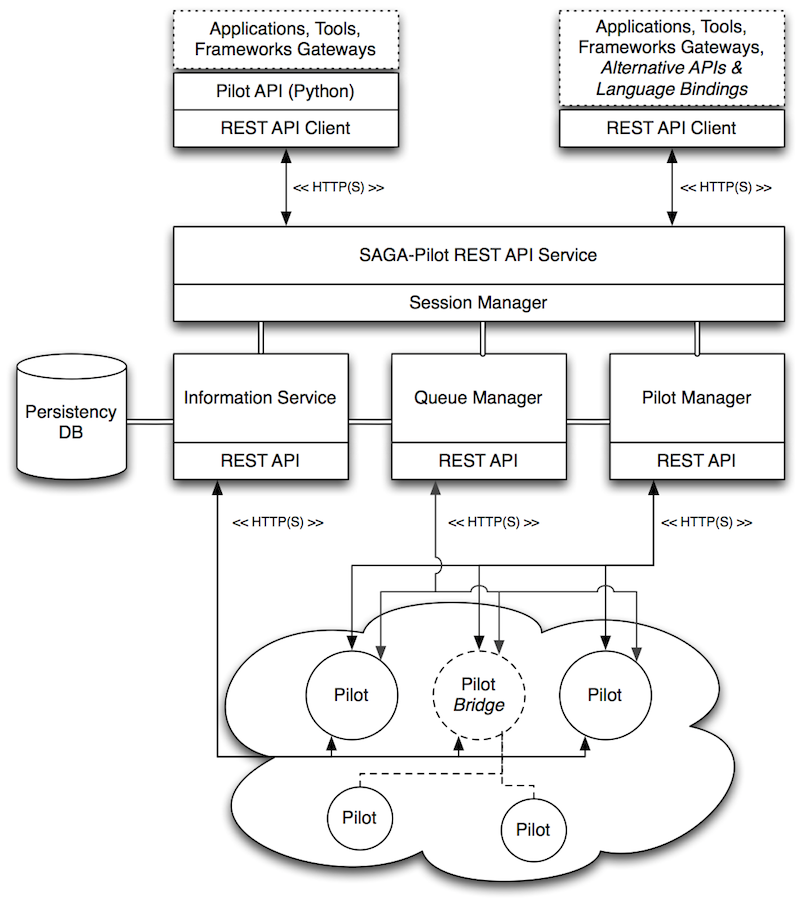 Applications, Tools,
Frameworks Gateways
Pilot API (Python)
REST API Client
Applications, Tools,
Frameworks Gateways,
Alternative APIs &
Language Bindings
REST API Client
<< HTTP(S) >>
<< HTTP(S) >>
SAGA-Pilot REST API Service
Session Manager
Persistency
DB
Information Service
REST API
Queue Manager
REST API
Pilot Manager
REST API
<< HTTP(S) >>
<< HTTP(S) >>
<< HTTP(S) >>
Pilot
Pilot
Bridge
Pilot
Pilot
Pilot